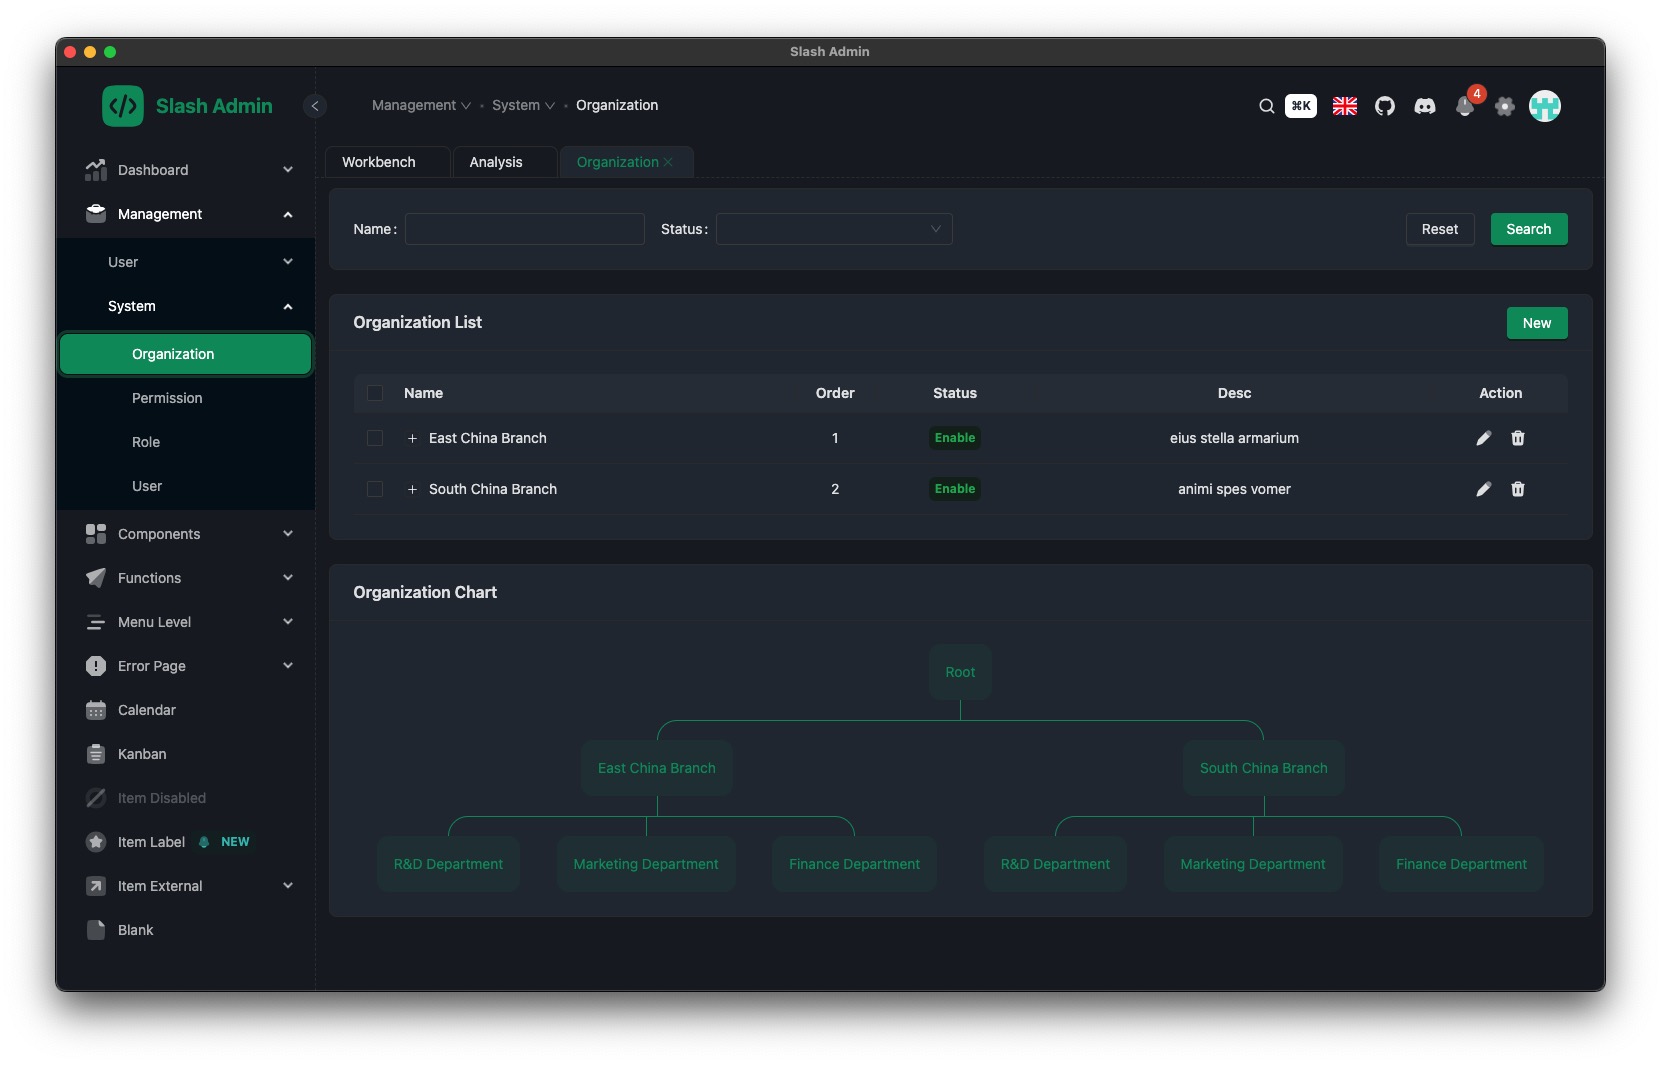 Slash Admin
Slash Admin
Management System Organization
⌘K
4
Workbench Analysis Organization
Dashboard
Management
User
System
Organization
Permission
Role
User
Components
Functions
Menu Level
Error Page
Calendar
Kanban
Item Disabled
Item Label NEW
Item External
Blank
Name: Status: Reset Search
Organization List New
Name Order Status Desc Action
East China Branch 1 Enable eius stella armarium
South China Branch 2 Enable animi spes vomer
Organization Chart
Root
East China Branch South China Branch
R&D Department Marketing Department Finance Department R&D Department Marketing Department Finance Department